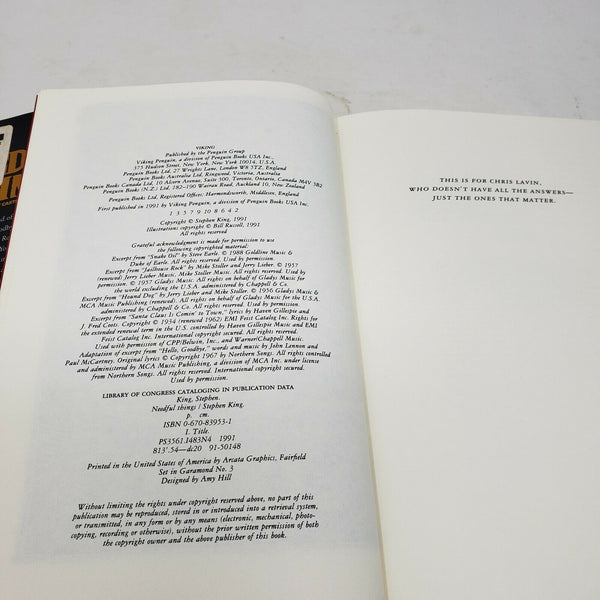 VIKING
Published by the Penguin Group
Viking Penguin, a division of Penguin Books USA Inc.,
375 Hudson Street, New York, New York 10014, U.S.A.
Penguin Books Ltd, 27 Wrights Lane, London W8 5TZ, England
Penguin Books Australia Ltd, Ringwood, Victoria, Australia
Penguin Books Canada Ltd, 10 Alcorn Avenue, Suite 300, Toronto, Ontario, Canada M4V 3B2
Penguin Books (N.Z.) Ltd, 182–190 Wairau Road, Auckland 10, New Zealand
Penguin Books Ltd, Registered Offices: Harmondsworth, Middlesex, England
First published in 1991 by Viking Penguin, a division of Penguin Books USA Inc.
1 3 5 7 9 10 8 6 4 2
Copyright © Stephen King, 1991
Illustrations copyright © Bill Russell, 1991
All rights reserved
Grateful acknowledgment is made for permission to use
the following copyrighted material:
Excerpt from "Snake Oil" by Steve Earle. © 1988 Goldline Music &
Duke of Earle. All rights reserved. Used by permission.
Excerpt from "Jailhouse Rock" by Mike Stoller and Jerry Lieber. © 1957
(renewed) Jerry Lieber Music, Mike Stoller Music. All rights reserved. Used by
permission. © 1957 Gladys Music. All rights on behalf of Gladys Music for
the world excluding the U.S.A. administered by Chappell & Co.
Excerpt from "Hound Dog" by Jerry Lieber and Mike Stoller. © 1956 Gladys Music &
MCA Music Publishing (renewed). All rights on behalf of Gladys Music for the U.S.A.
administered by Chappell & Co. All rights reserved. Used by permission.
Excerpt from "Santa Claus Is Comin' to Town," lyrics by Haven Gillespie and
J. Fred Coots. Copyright © 1934 (renewed 1962) EMI Feist Catalog Inc. Rights for
the extended renewal term in the U.S. controlled by Haven Gillespie Music and EMI
Feist Catalog Inc. International copyright secured. All rights reserved.
Used with permission of CPP/Belwin, Inc., and Warner/Chappell Music.
Adaptation of excerpt from "Hello, Goodbye," words and music by John Lennon and
Paul McCartney. Original lyrics © Copyright 1967 by Northern Songs. All rights controlled
and administered by MCA Music Publishing, a division of MCA Inc. under license
from Northern Songs. All rights reserved. International copyright secured.
Used by permission.
LIBRARY OF CONGRESS CATALOGING IN PUBLICATION DATA
King, Stephen.
Needful things / Stephen King.
p. cm.
ISBN 0-670-83953-1
I. Title.
PS3561.I483N4 1991
813'.54—dc20 91-50148
Printed in the United States of America by Arcata Graphics, Fairfield
Set in Garamond No. 3
Designed by Amy Hill
Without limiting the rights under copyright reserved above, no part of this
publication may be reproduced, stored in or introduced into a retrieval system,
or transmitted, in any form or by any means (electronic, mechanical, photo-
copying, recording or otherwise), without the prior written permission of both
the copyright owner and the above publisher of this book.
THIS IS FOR CHRIS LAVIN,
WHO DOESN'T HAVE ALL THE ANSWERS—
JUST THE ONES THAT MATTER.